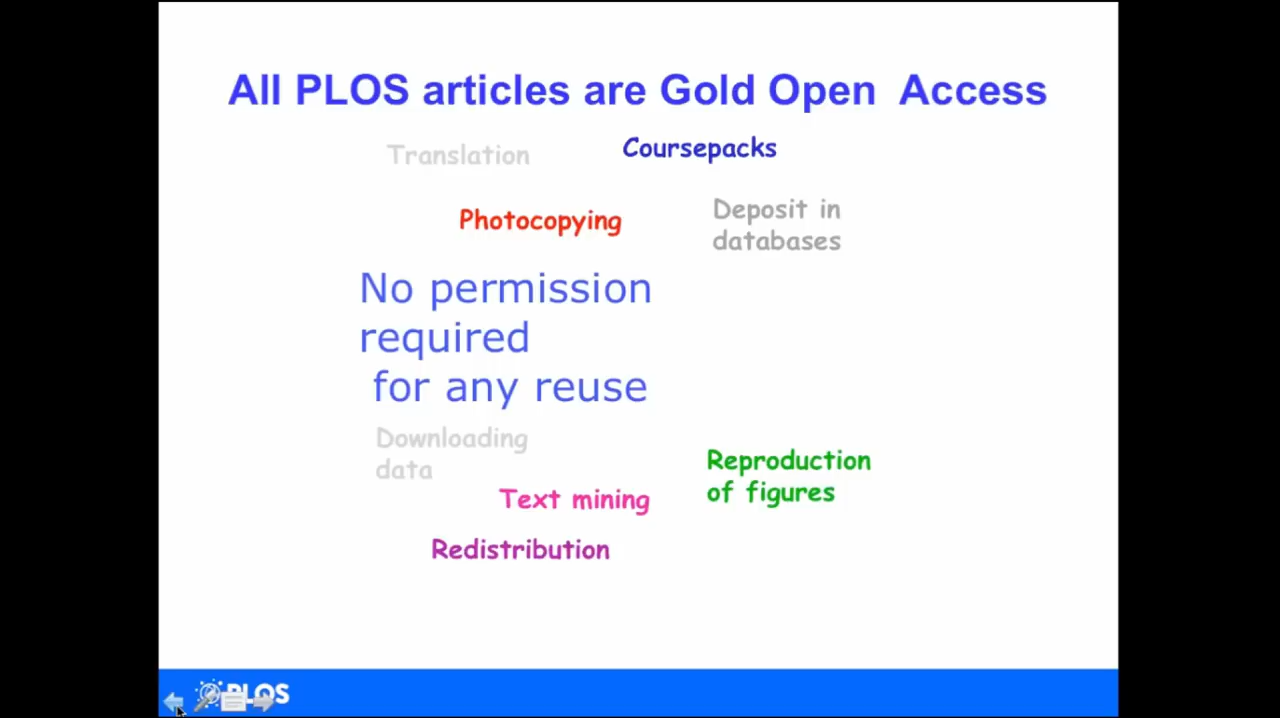 All PLOS articles are Gold Open Access
Translation
Coursepacks
Photocopying
Deposit in
databases
No permission
required
for any reuse
Downloading
data
Reproduction
of figures
Text mining
Redistribution
PLOS